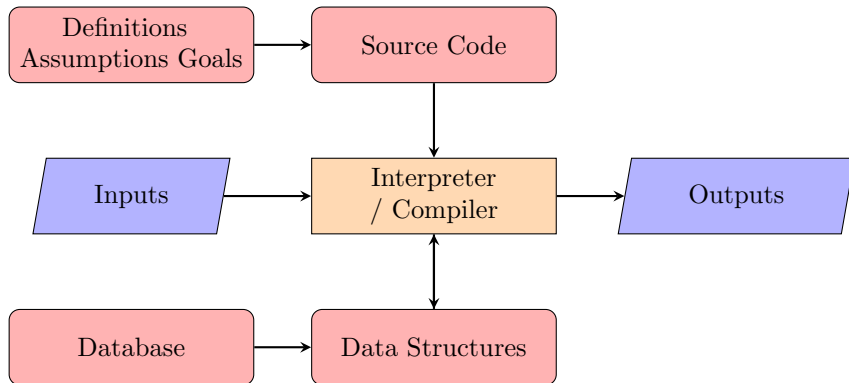 Definitions
Assumptions Goals
Source Code
Inputs
Interpreter
/ Compiler
Outputs
Database
Data Structures